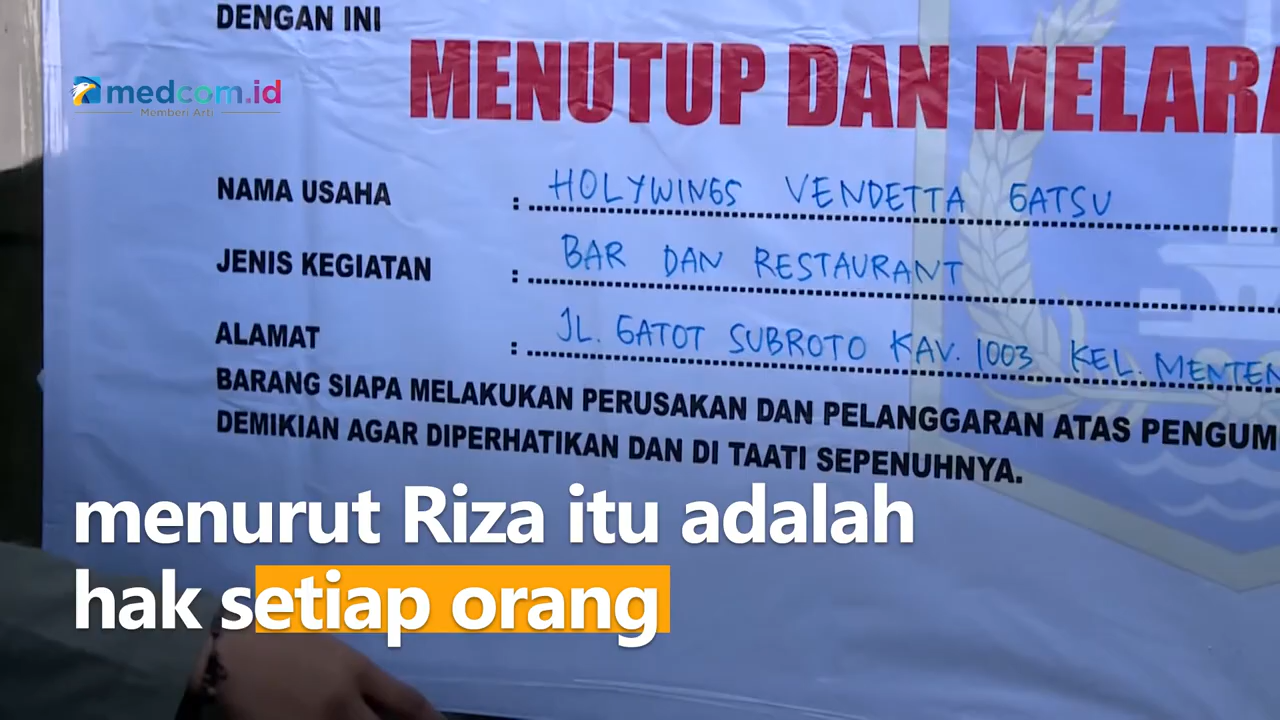 DENGAN INI
MENUTUP DAN MELARA
medcom.id
Memberi Arti
NAMA USAHA : HOLYWINGS VENDETTA GATSU
JENIS KEGIATAN : BAR DAN RESTAURANT
ALAMAT : JL. GATOT SUBROTO KAV. 1003 KEL. MENTEN
BARANG SIAPA MELAKUKAN PERUSAKAN DAN PELANGGARAN ATAS PENGUM
DEMIKIAN AGAR DIPERHATIKAN DAN DI TAATI SEPENUHNYA.
menurut Riza itu adalah
hak setiap orang